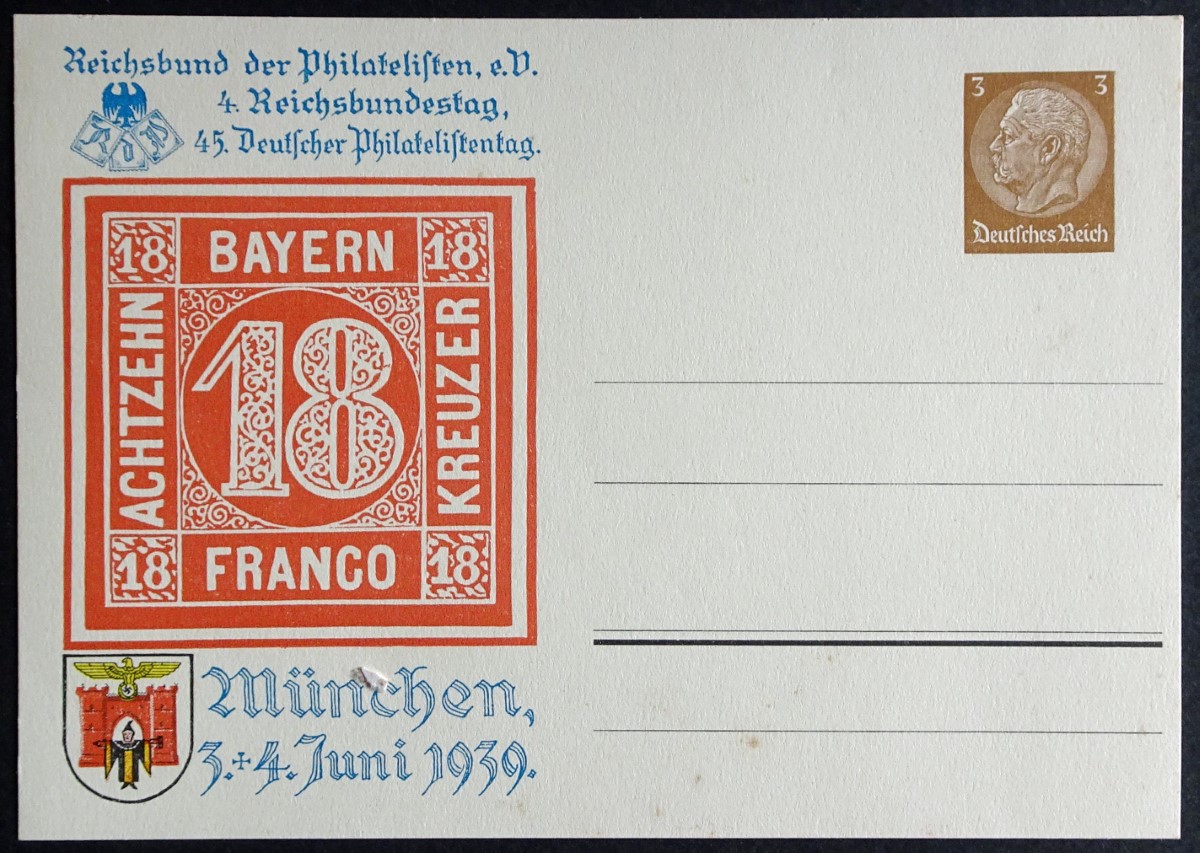 Reichsbund der Philatelisten, e.V.
4. Reichsbundestag,
45. Deutscher Philatelistentag.
R d P
3 3
Deutsches Reich
18 BAYERN 18
ACHTZEHN
18
KREUZER
18 FRANCO 18
München,
3.+4. Juni 1939.